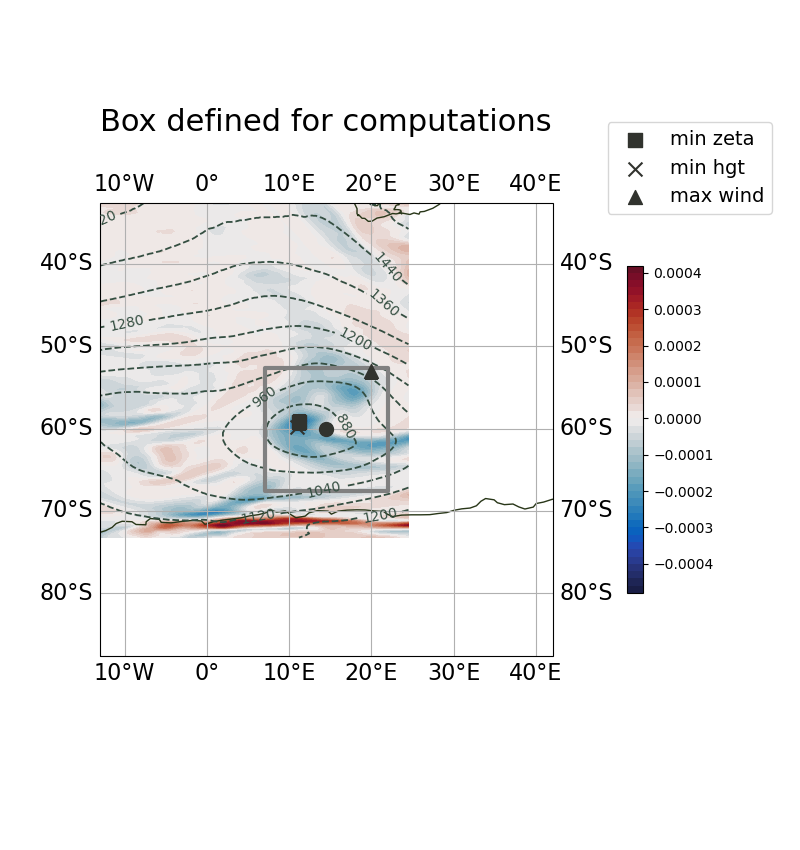 Box defined for computations
min zeta
min hgt
max wind
10°W 0° 10°E 20°E 30°E 40°E
20
40°S 40°S
1440
1360
1280
1200
50°S 50°S
960
880
60°S 60°S
1040
70°S 70°S
1120
1200
80°S 80°S
10°W 0° 10°E 20°E 30°E 40°E
0.0004
0.0003
0.0002
0.0001
0.0000
−0.0001
−0.0002
−0.0003
−0.0004